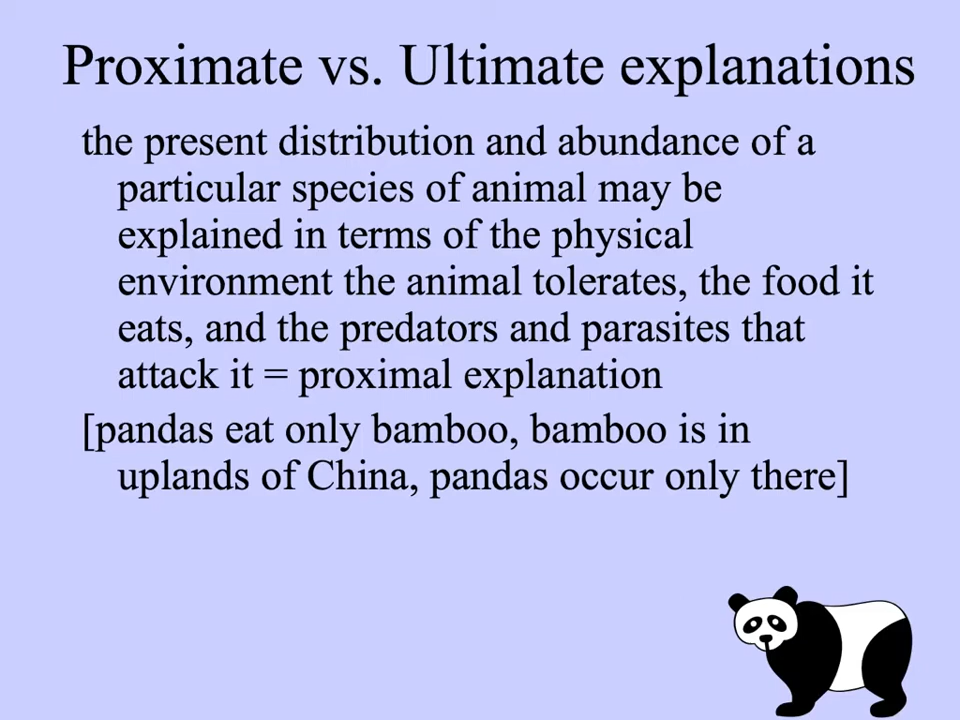 Proximate vs. Ultimate explanations
the present distribution and abundance of a
particular species of animal may be
explained in terms of the physical
environment the animal tolerates, the food it
eats, and the predators and parasites that
attack it = proximal explanation
[pandas eat only bamboo, bamboo is in
uplands of China, pandas occur only there]